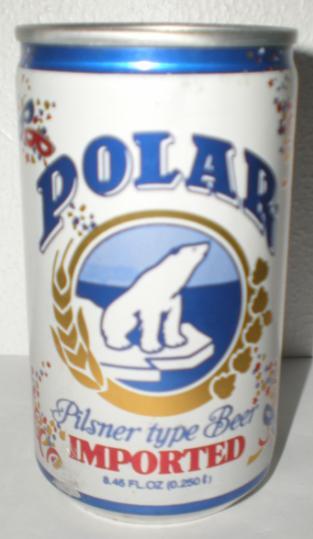 POLAR
Pilsner type Beer
IMPORTED
8.45 FL.OZ (0.250 ℓ)